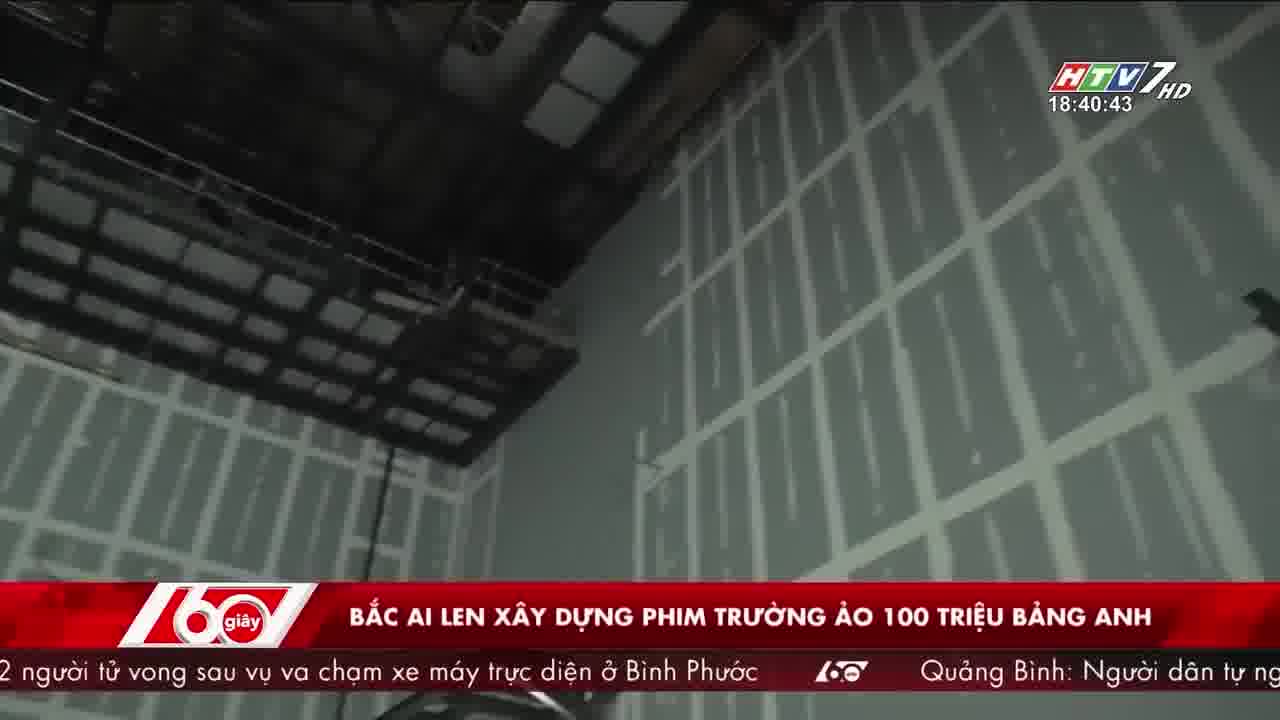 HTV7 HD
18:40:43
60 giây
BẮC AI LEN XÂY DỰNG PHIM TRƯỜNG ẢO 100 TRIỆU BẢNG ANH
2 người tử vong sau vụ va chạm xe máy trực diện ở Bình Phước 60 Quảng Bình: Người dân tự